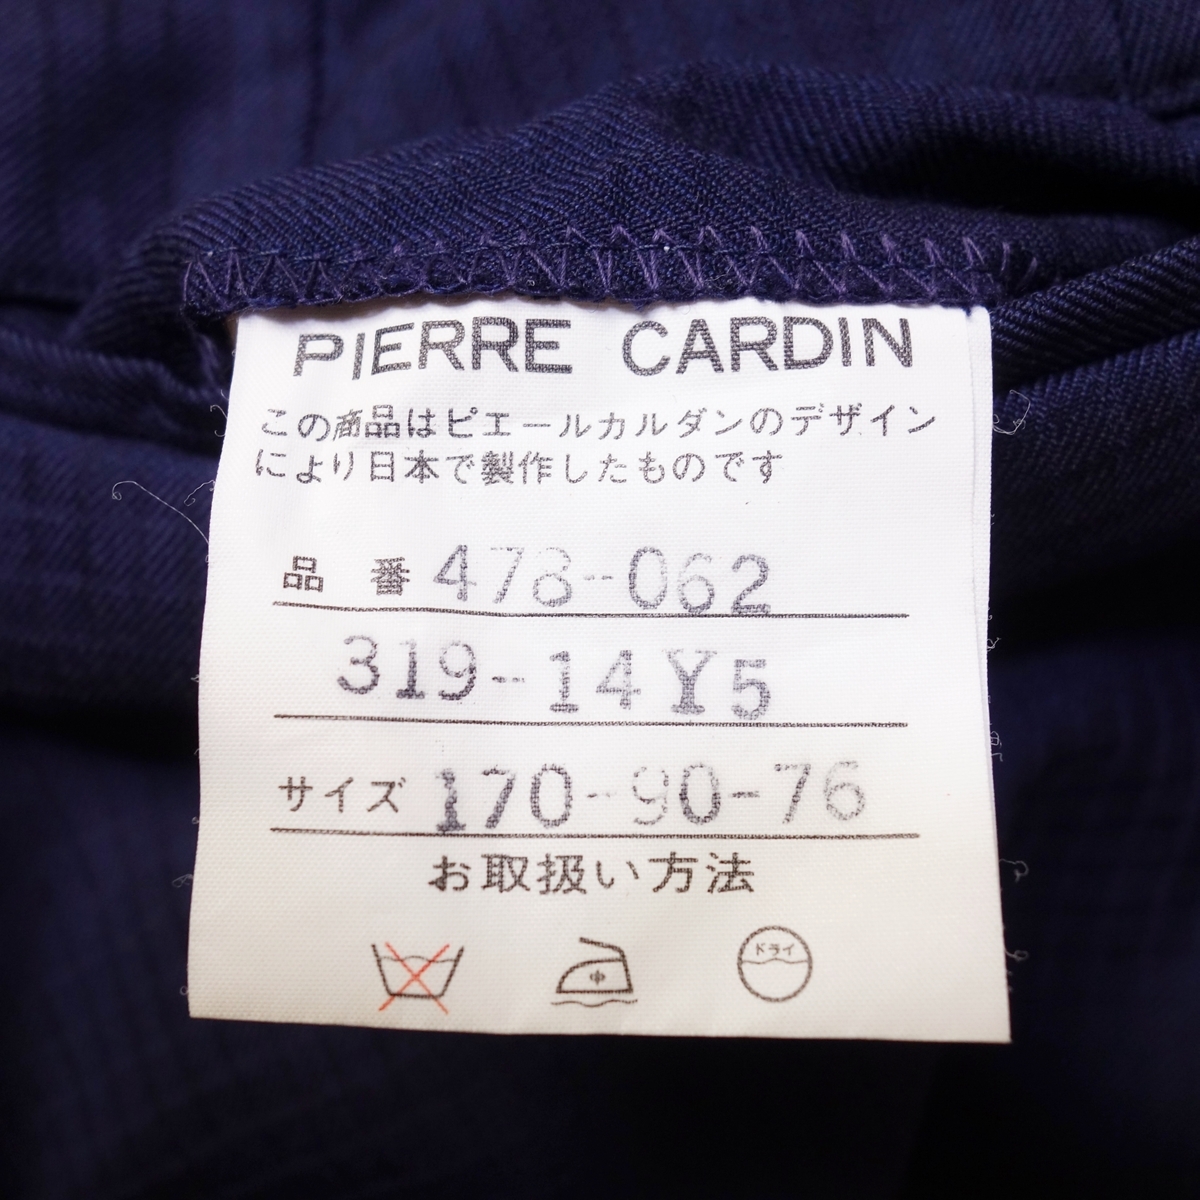 PIERRE CARDIN
この商品はピエールカルダンのデザイン
により日本で製作したものです
品 番 478-062
319-14Y5
サイズ 170-90-76
お取扱い方法
中 ドライ